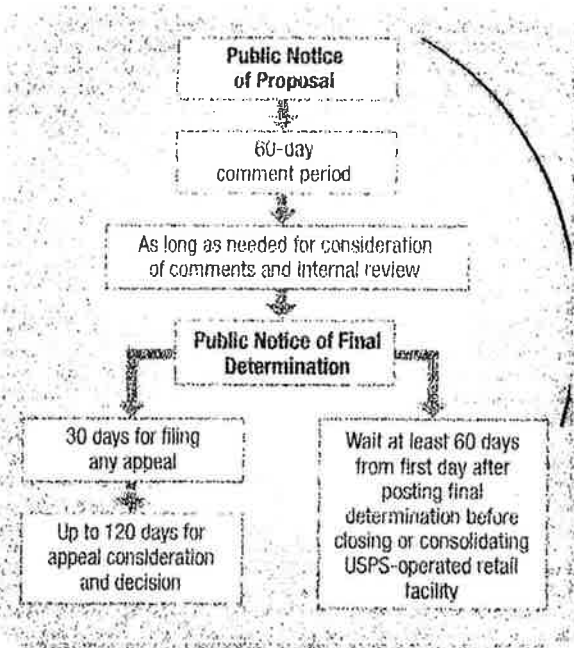 Public Notice
of Proposal
60-day
comment period
As long as needed for consideration
of comments and internal review
Public Notice of Final
Determination
30 days for filing
any appeal
Up to 120 days for
appeal consideration
and decision
Wait at least 60 days
from first day after
posting final
determination before
closing or consolidating
USPS-operated retail
facility